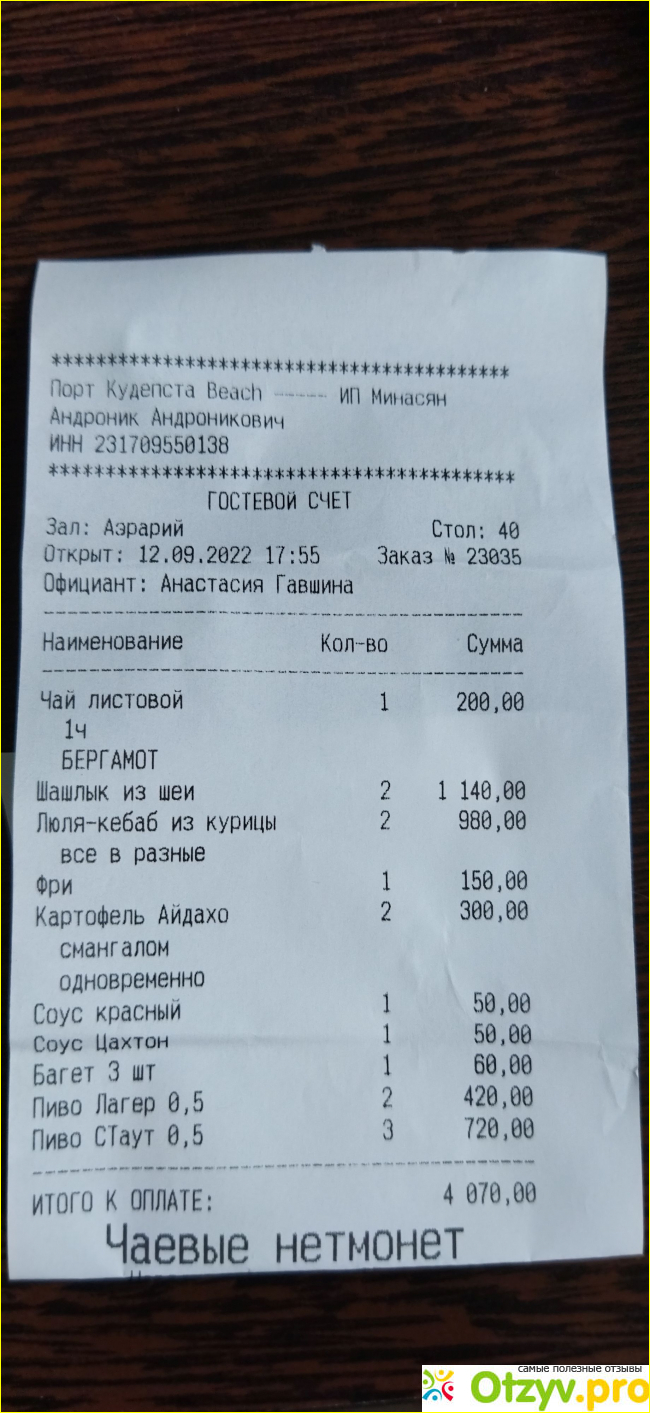 ******************************************
Порт Кудепста Beach ------ ИП Минасян
Андроник Андроникович
ИНН 231709550138
******************************************
ГОСТЕВОЙ СЧЕТ
Зал: Аэрарий Стол: 40
Открыт: 12.09.2022 17:55 Заказ № 23035
Официант: Анастасия Гавшина
Наименование Кол-во Сумма
Чай листовой 1 200,00
1ч
БЕРГАМОТ
Шашлык из шеи 2 1 140,00
Люля-кебаб из курицы 2 980,00
все в разные
Фри 1 150,00
Картофель Айдахо 2 300,00
смангалом
одновременно
Соус красный 1 50,00
Соус Цахтон 1 50,00
Багет 3 шт 1 60,00
Пиво Лагер 0,5 2 420,00
Пиво СТаут 0,5 3 720,00
ИТОГО К ОПЛАТЕ: 4 070,00
Чаевые нетмонет
самые полезные отзывы
Otzyv.pro